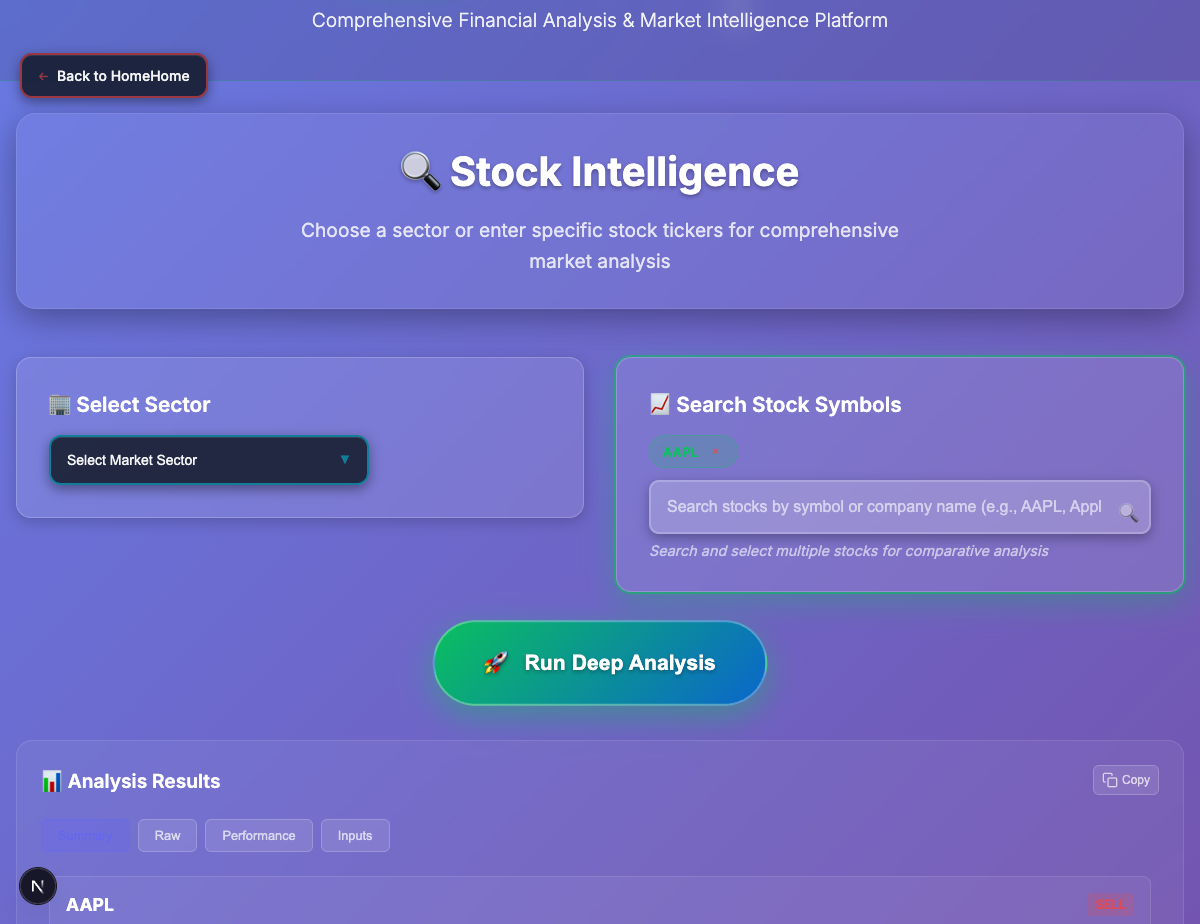 Comprehensive Financial Analysis & Market Intelligence Platform
← Back to HomeHome
Stock Intelligence
Choose a sector or enter specific stock tickers for comprehensive
market analysis
Select Sector
Select Market Sector ▼
Search Stock Symbols
AAPL
Search stocks by symbol or company name (e.g., AAPL, Appl
Search and select multiple stocks for comparative analysis
Run Deep Analysis
Analysis Results
Copy
Summary Raw Performance Inputs
N
AAPL
SELL